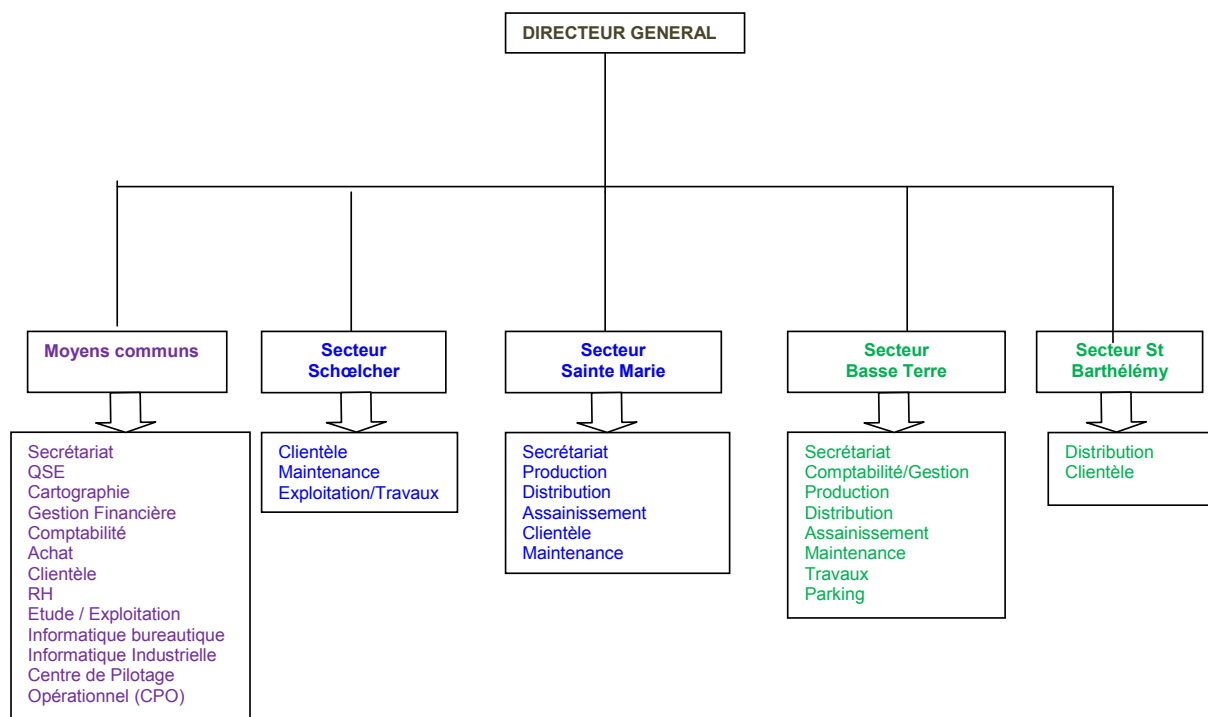 DIRECTEUR GENERAL
Moyens communs
Secteur
Schœlcher
Secteur
Sainte Marie
Secteur
Basse Terre
Secteur St
Barthélémy
Secrétariat
QSE
Cartographie
Gestion Financière
Comptabilité
Achat
Clientèle
RH
Etude / Exploitation
Informatique bureautique
Informatique Industrielle
Centre de Pilotage
Opérationnel (CPO)
Clientèle
Maintenance
Exploitation/Travaux
Secrétariat
Production
Distribution
Assainissement
Clientèle
Maintenance
Secrétariat
Comptabilité/Gestion
Production
Distribution
Assainissement
Maintenance
Travaux
Parking
Distribution
Clientèle